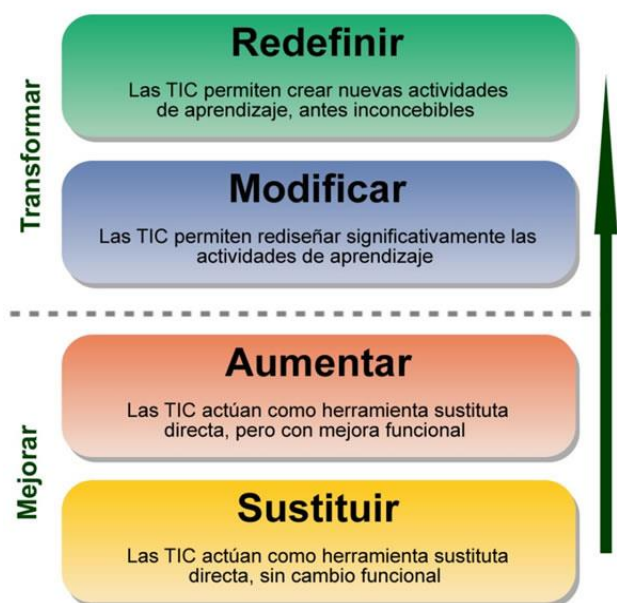 Transformar
Redefinir
Las TIC permiten crear nuevas actividades
de aprendizaje, antes inconcebibles
Modificar
Las TIC permiten rediseñar significativamente las
actividades de aprendizaje
Mejorar
Aumentar
Las TIC actúan como herramienta sustituta
directa, pero con mejora funcional
Sustituir
Las TIC actúan como herramienta sustituta
directa, sin cambio funcional